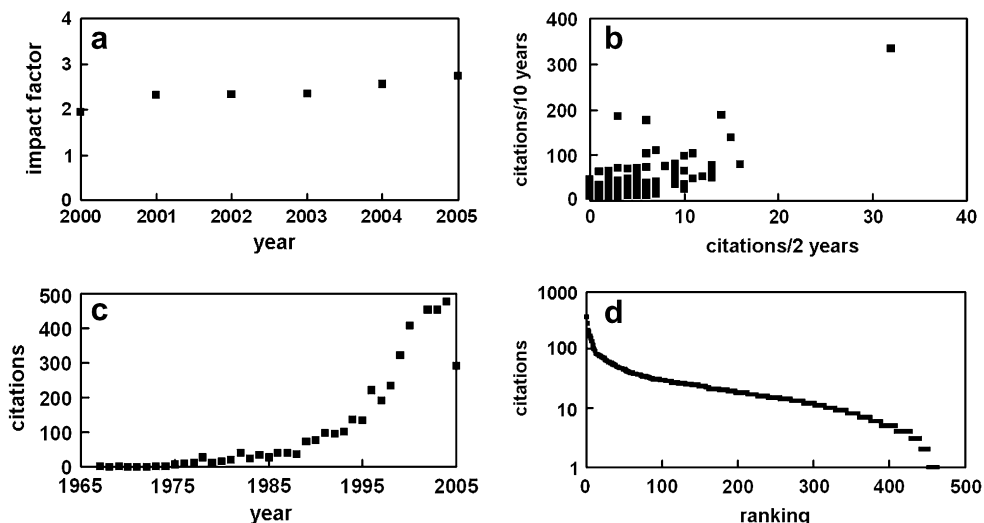 a
impact factor
4
3
2
1
0
2000 2001 2002 2003 2004 2005
year
b
citations/10 years
400
300
200
100
0
0 10 20 30 40
citations/2 years
c
citations
500
400
300
200
100
0
1965 1975 1985 1995 2005
year
d
citations
1000
100
10
1
0 100 200 300 400 500
ranking